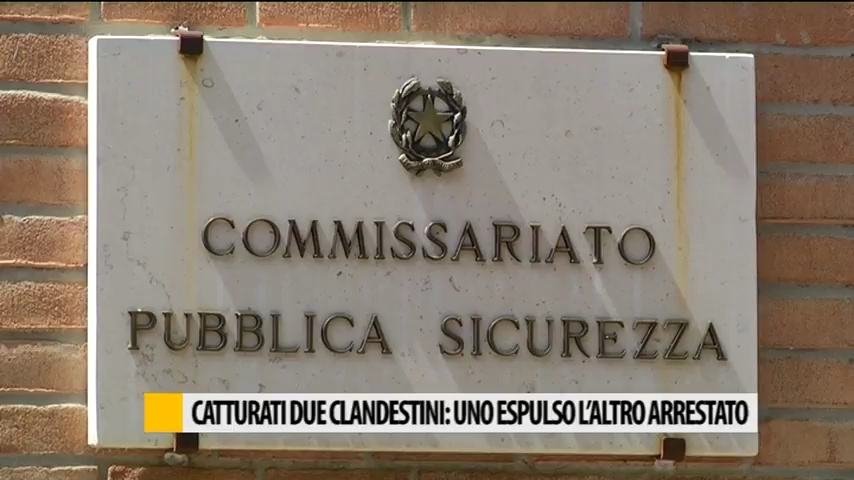 COMMISSARIATO
PUBBLICA SICUREZZA
CATTURATI DUE CLANDESTINI: UNO ESPULSO L'ALTRO ARRESTATO